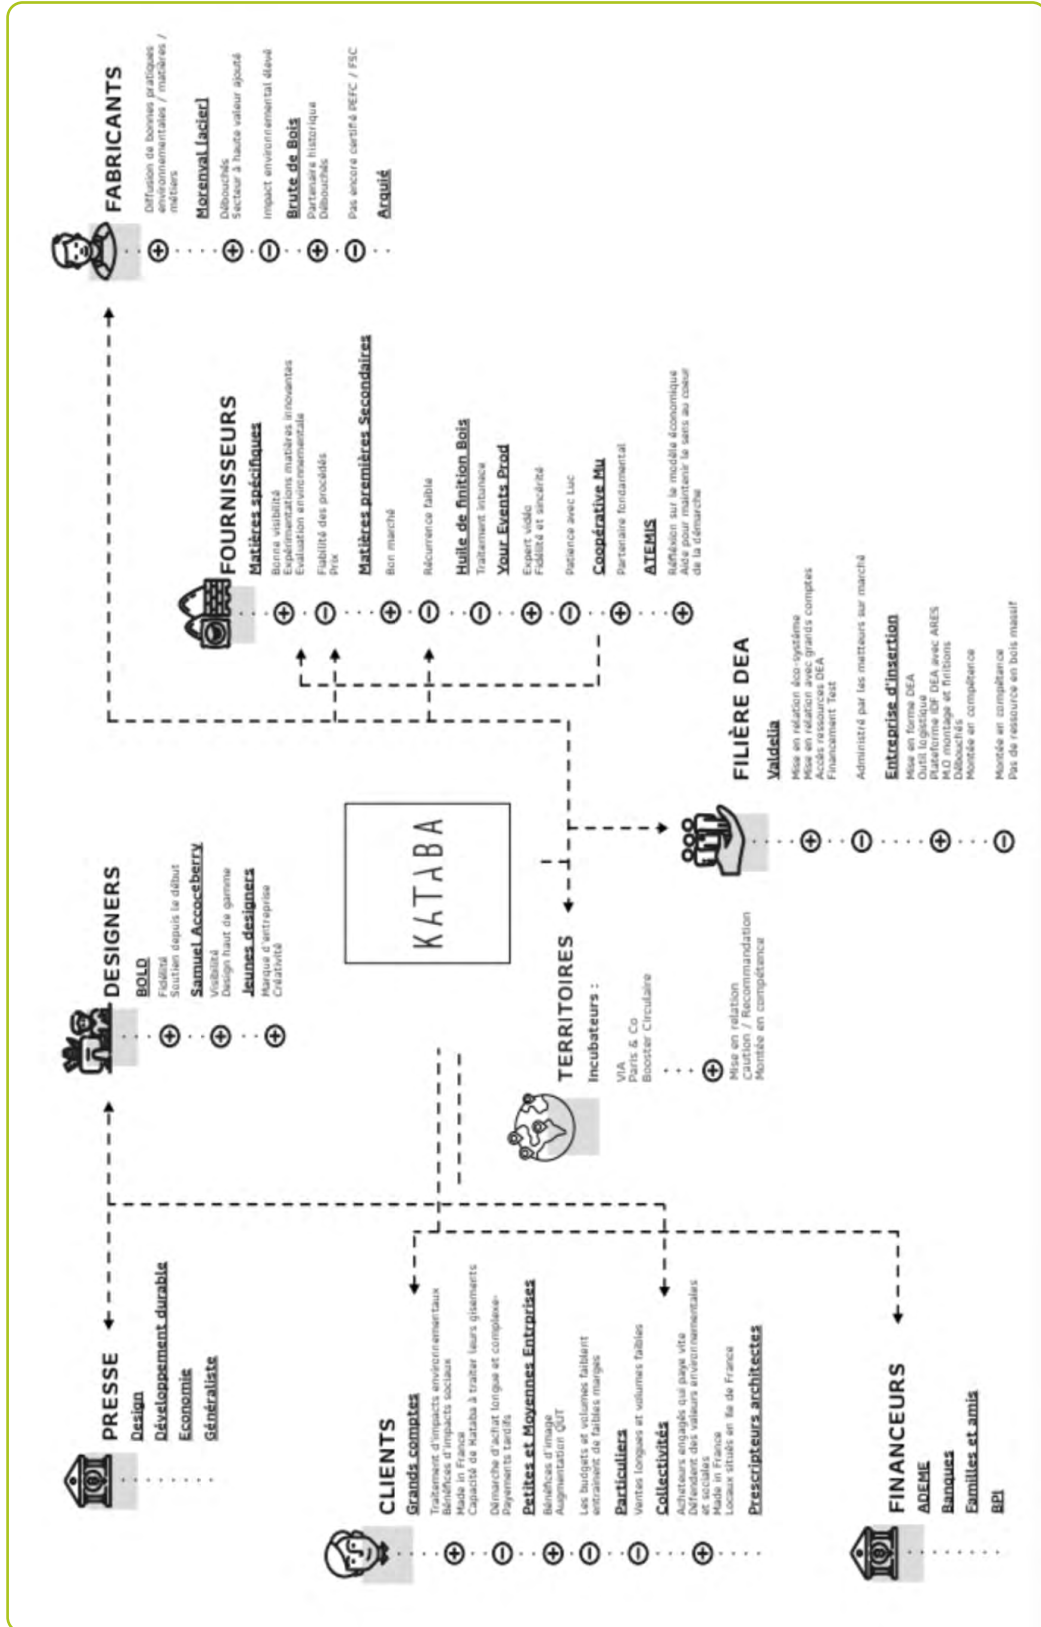 PRESSE
Design
Développement durable
Economie
Généraliste
DESIGNERS
BOLD
Fidélité
Soutien depuis le début
Samuel Accoceberry
Visibilité
Design haut de gamme
Jeunes designers
Marque d'entreprise
Créativité
FABRICANTS
Diffusion de bonnes pratiques
environnementales / matières /
métiers
Morenval (acier)
Débouchés
Secteur à haute valeur ajouté
Impact environnemental élevé
Brute de Bois
Partenaire historique
Débouchés
Pas encore certifié PEFC / FSC
Arquié
FOURNISSEURS
Matières spécifiques
Bonne visibilité
Expérimentations matières innovantes
Evaluation environnementale
Fiabilité des procédés
Prix
Matières premières Secondaires
Bon marché
Récurrence faible
Huile de finition Bois
Traitement intumace
Your Events Prod
Expert vidéo
Fidélité et sincérité
Patience avec Luc
Coopérative Mu
Partenaire fondamental
ATEMIS
Réfléxion sur le modèle économique
Aide pour maintenir le sens au coeur
de la démarche
KATABA
CLIENTS
Grands comptes
Traitement d'impacts environnementaux
Bénéfices d'impacts sociaux
Made in France
Capacité de Kataba à traiter leurs gisements
Démarche d'achat longue et complexe-
Payements tardifs
Petites et Moyennes Entrprises
Bénéfices d'image
Augmentation QUT
Les budgets et volumes faiblent
entrainent de faibles marges
Particuliers
Ventes longues et volumes faibles
Collectivités
Acheteurs engagés qui paye vite
Défendent des valeurs environnementales
et sociales
Made in France
Locaux situés en Ile de France
Prescripteurs architectes
TERRITOIRES
Incubateurs :
VIA
Paris & Co
Booster Circulaire
Mise en relation
Caution / Recommandation
Montée en compétence
FILIÈRE DEA
Valdelia
Mise en relation éco-système
Mise en relation avec grands comptes
Accès ressources DEA
Financement Test
Administré par les metteurs sur marché
Entreprise d'insertion
Mise en forme DEA
Outil logistique
Plateforme IDF DEA avec ARES
M.O montage et finitions
Débouchés
Montée en compétence
Montée en compétence
Pas de ressource en bois massif
FINANCEURS
ADEME
Banques
Familles et amis
BPI